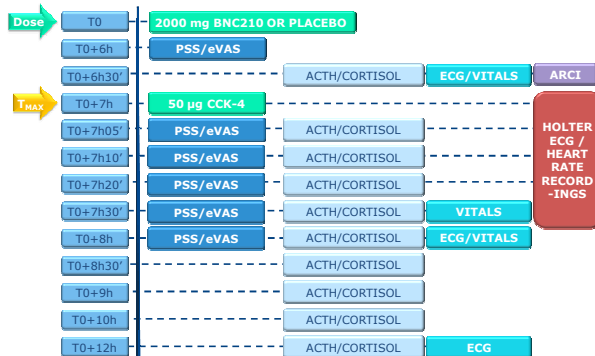 Dose T0 2000 mg BNC210 OR PLACEBO
T0+6h PSS/eVAS
T0+6h30’ ACTH/CORTISOL ECG/VITALS ARCI
TMAX T0+7h 50 µg CCK-4
T0+7h05’ PSS/eVAS ACTH/CORTISOL
T0+7h10’ PSS/eVAS ACTH/CORTISOL
T0+7h20’ PSS/eVAS ACTH/CORTISOL
T0+7h30’ PSS/eVAS ACTH/CORTISOL VITALS
T0+8h PSS/eVAS ACTH/CORTISOL ECG/VITALS
HOLTER
ECG /
HEART
RATE
RECORD
-INGS
T0+8h30’ ACTH/CORTISOL
T0+9h ACTH/CORTISOL
T0+10h ACTH/CORTISOL
T0+12h ACTH/CORTISOL ECG